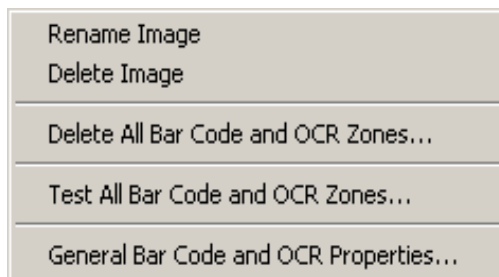 Rename Image
Delete Image
Delete All Bar Code and OCR Zones...
Test All Bar Code and OCR Zones...
General Bar Code and OCR Properties...